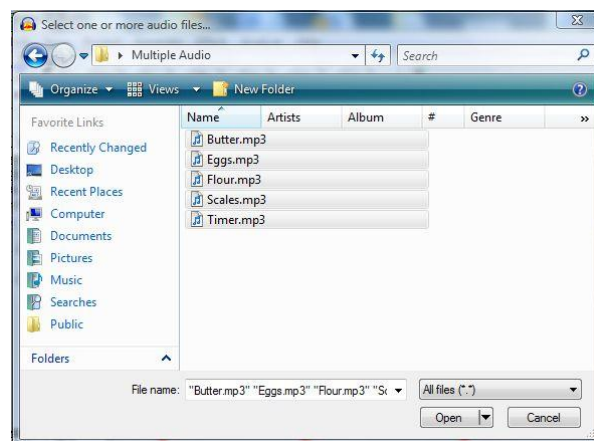 Select one or more audio files...
Multiple Audio
Search
Organize Views New Folder
Favorite Links
Recently Changed
Desktop
Recent Places
Computer
Documents
Pictures
Music
Searches
Public
Folders
Name Artists Album # Genre »
Butter.mp3
Eggs.mp3
Flour.mp3
Scales.mp3
Timer.mp3
File name: "Butter.mp3" "Eggs.mp3" "Flour.mp3" "Sc
All files (*.*)
Open Cancel